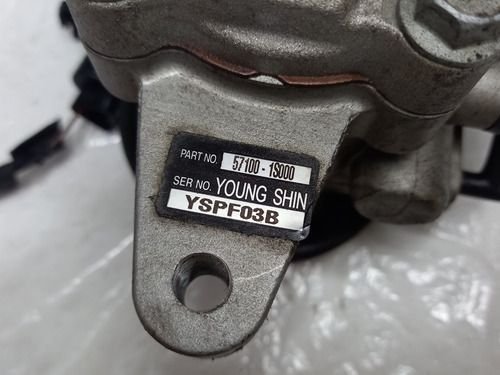 PART NO. 57100-1S000
SER NO. YOUNG SHIN
YSPF03B